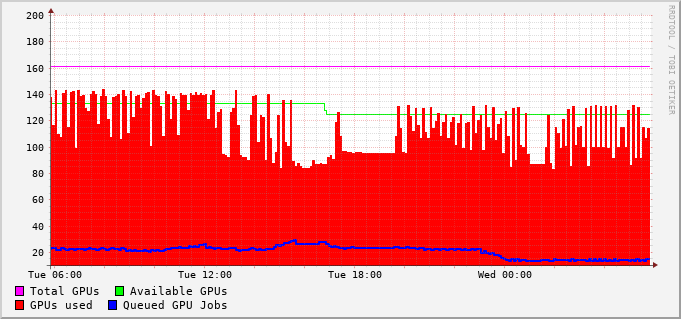 200
180
160
140
120
100
80
60
40
20
Tue 06:00 Tue 12:00 Tue 18:00 Wed 00:00
Total GPUs Available GPUs
GPUs used Queued GPU Jobs
RRDTOOL / TOBI OETIKER